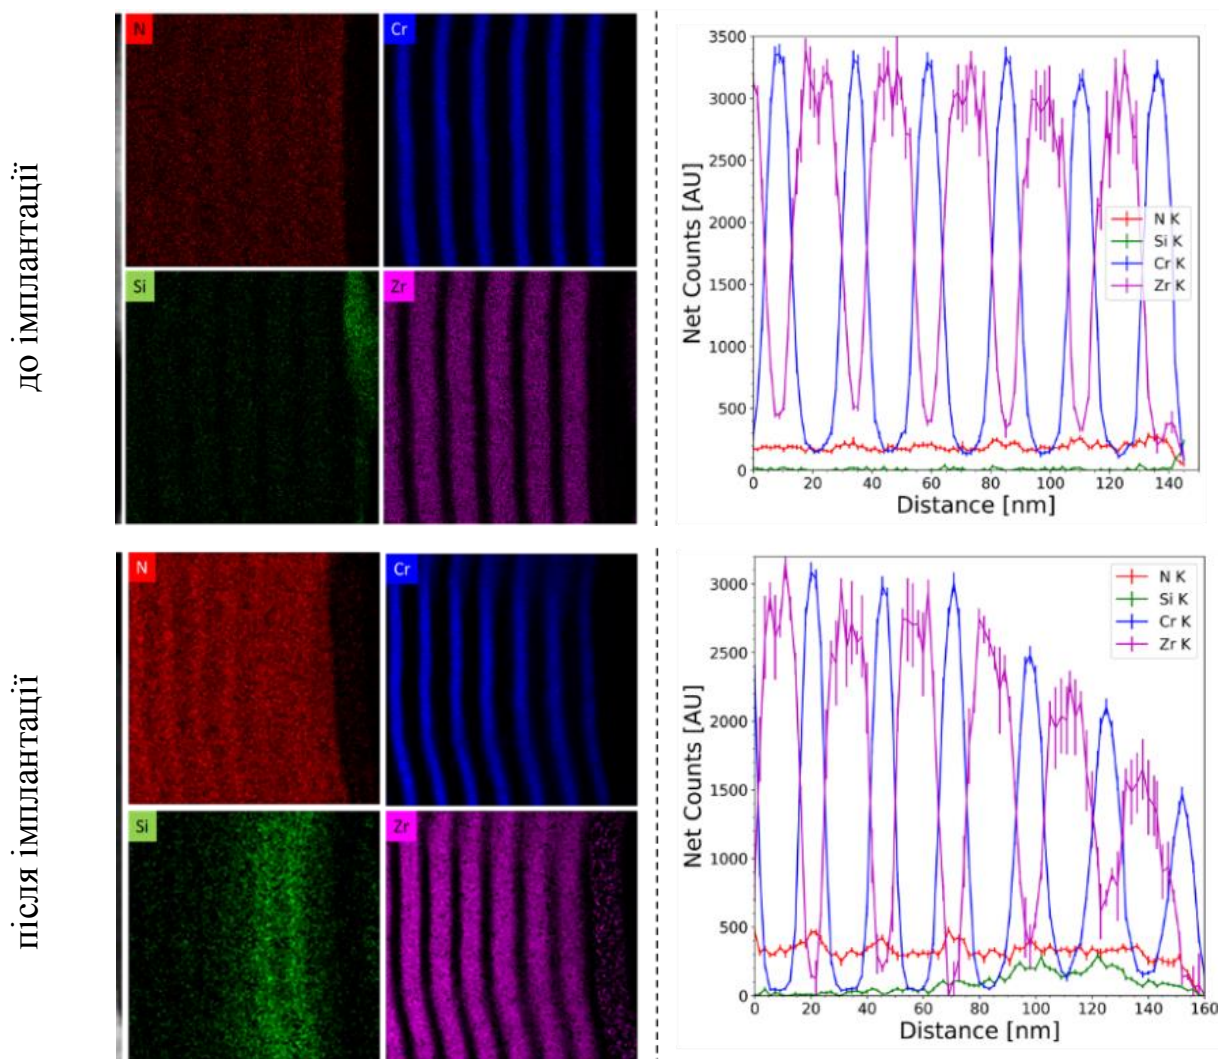 до імплантації
N
Cr
Si
Zr
3500
3000
2500
2000
1500
1000
500
0
Net Counts [AU]
N K
Si K
Cr K
Zr K
0 20 40 60 80 100 120 140
Distance [nm]
після імплантації
N
Cr
Si
Zr
3000
2500
2000
1500
1000
500
0
Net Counts [AU]
N K
Si K
Cr K
Zr K
0 20 40 60 80 100 120 140 160
Distance [nm]